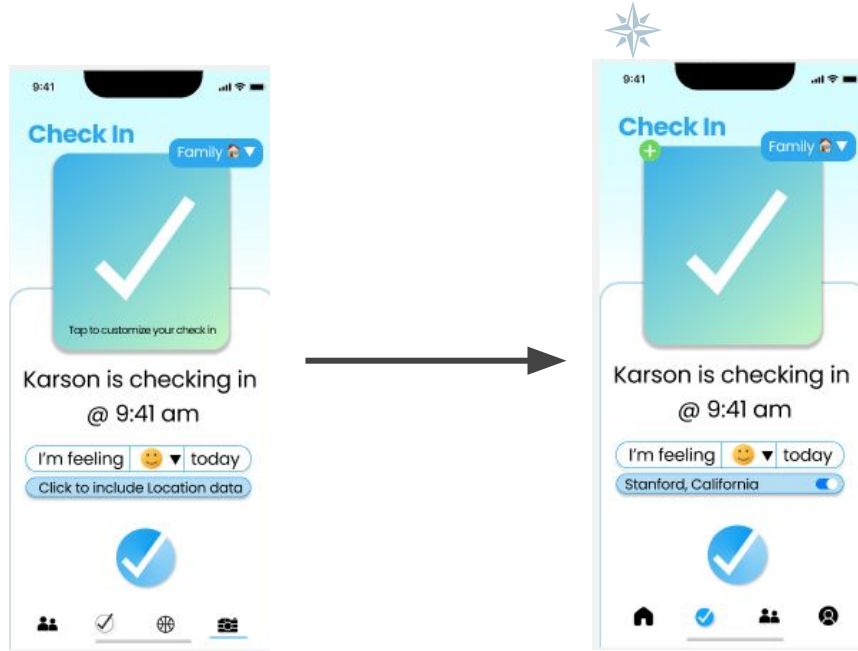 9:41
Check In
Family
Tap to customize your check in
Karson is checking in
@ 9:41 am
I'm feeling
today
Click to include Location data
9:41
Check In
Family
Karson is checking in
@ 9:41 am
I'm feeling
today
Stanford, California